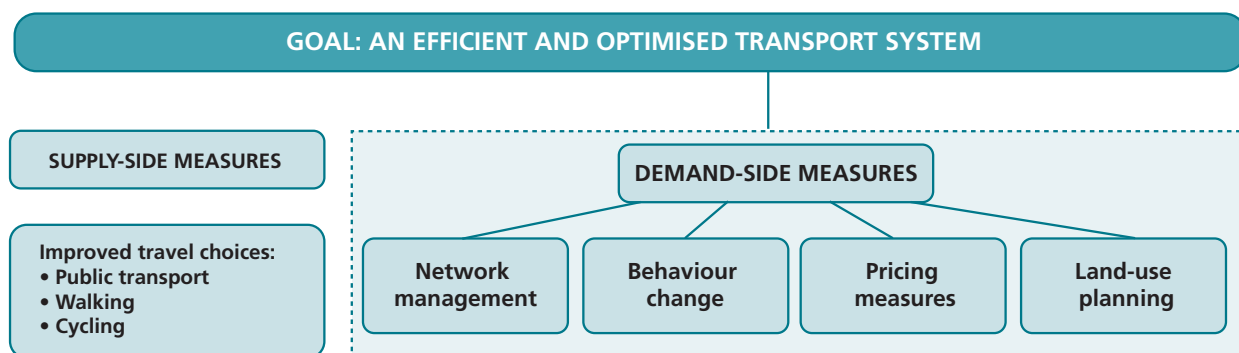 GOAL: AN EFFICIENT AND OPTIMISED TRANSPORT SYSTEM
SUPPLY-SIDE MEASURES
Improved travel choices:
• Public transport
• Walking
• Cycling
DEMAND-SIDE MEASURES
Network
management
Behaviour
change
Pricing
measures
Land-use
planning